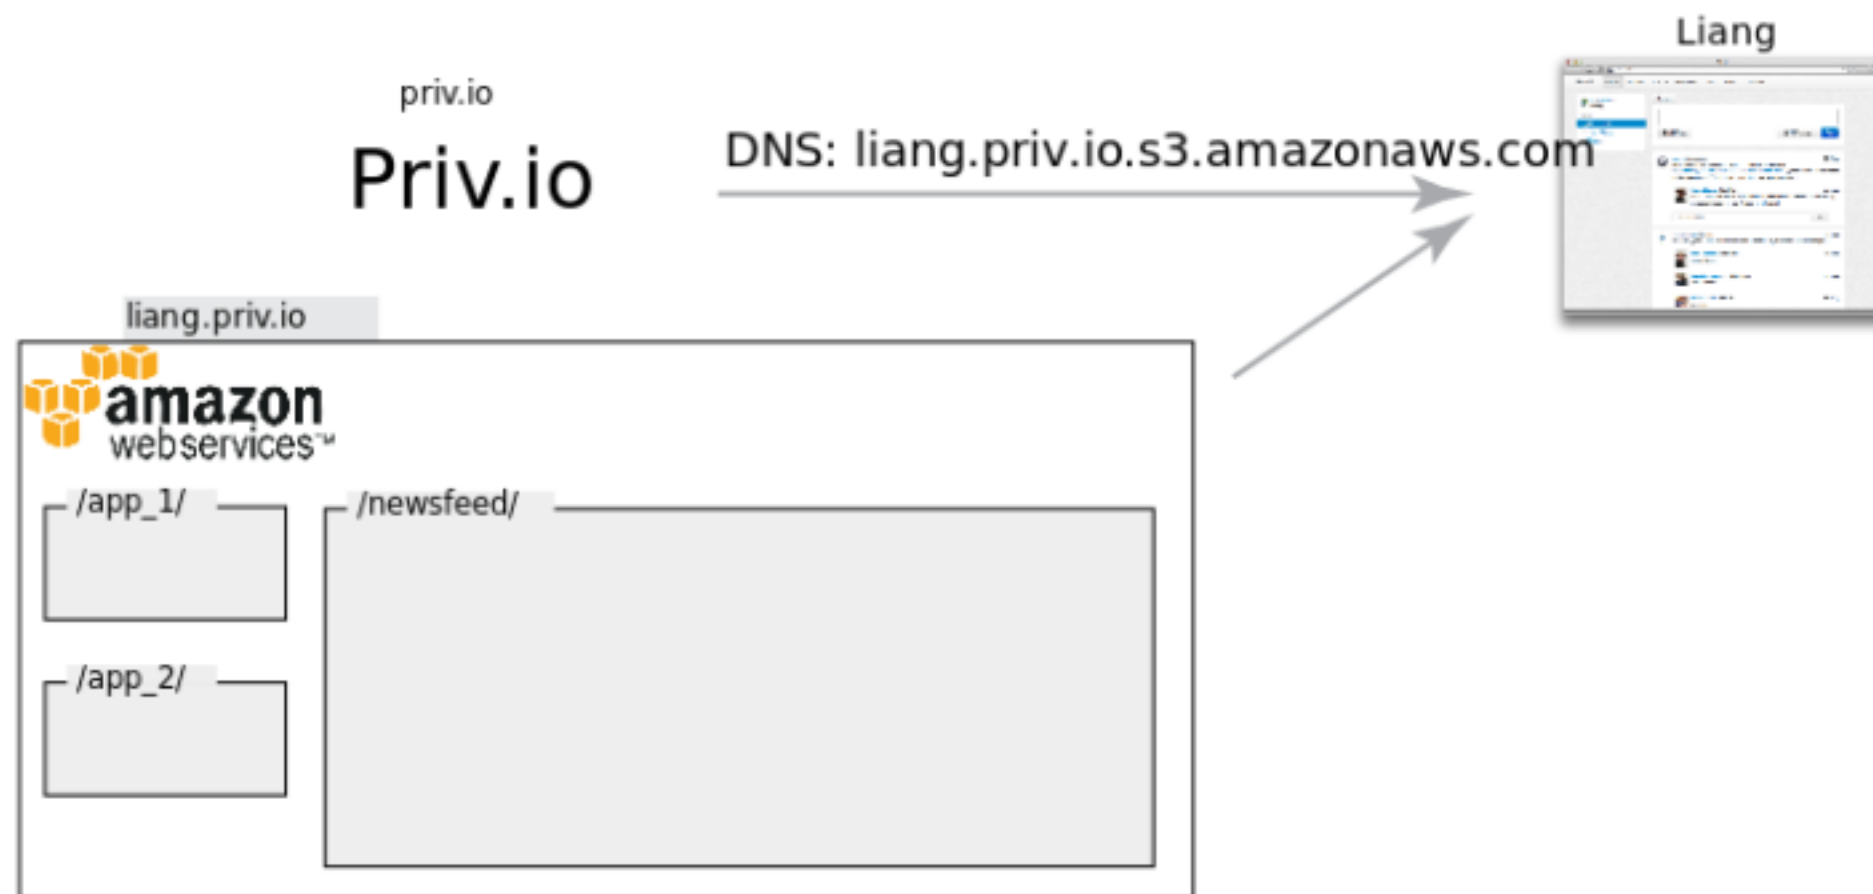 Liang
priv.io
Priv.io
DNS: liang.priv.io.s3.amazonaws.com
liang.priv.io
amazon
webservices™
/app_1/
/newsfeed/
/app_2/